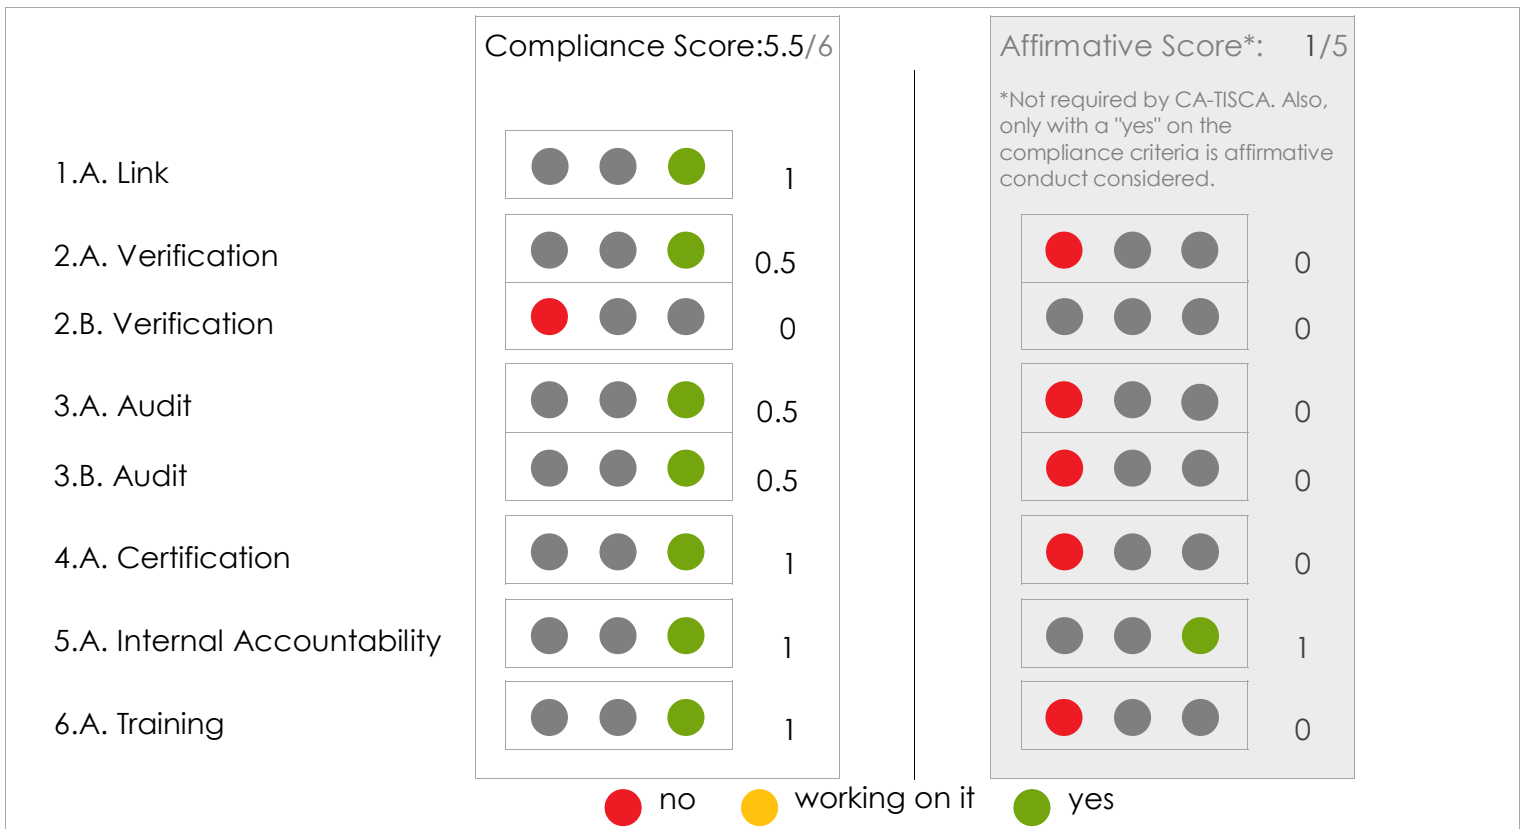 Compliance Score:5.5/6
Affirmative Score*: 1/5
*Not required by CA-TISCA. Also,
only with a "yes" on the
compliance criteria is affirmative
conduct considered.
1.A. Link 1
2.A. Verification 0.5 0
2.B. Verification 0 0
3.A. Audit 0.5 0
3.B. Audit 0.5 0
4.A. Certification 1 0
5.A. Internal Accountability 1 1
6.A. Training 1 0
no working on it yes